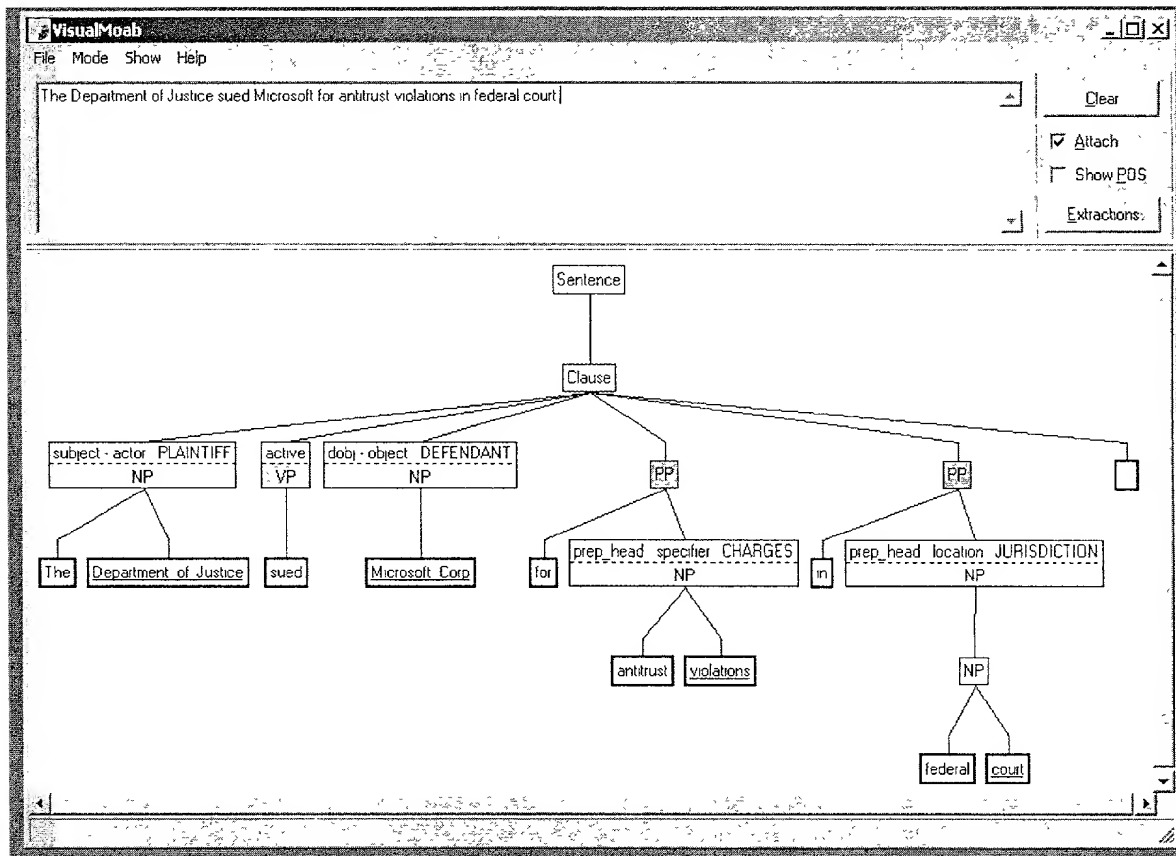 VisualMoab
File Mode Show Help
The Department of Justice sued Microsoft for antitrust violations in federal court
Clear
Attach
Show POS
Extractions
Sentence
Clause
subject - actor PLAINTIFF
NP
active
VP
dobj - object DEFENDANT
NP
PP
PP
The
Department of Justice
sued
Microsoft Corp
for
prep_head specifier CHARGES
NP
in
prep_head location JURISDICTION
NP
antitrust
violations
NP
federal
court